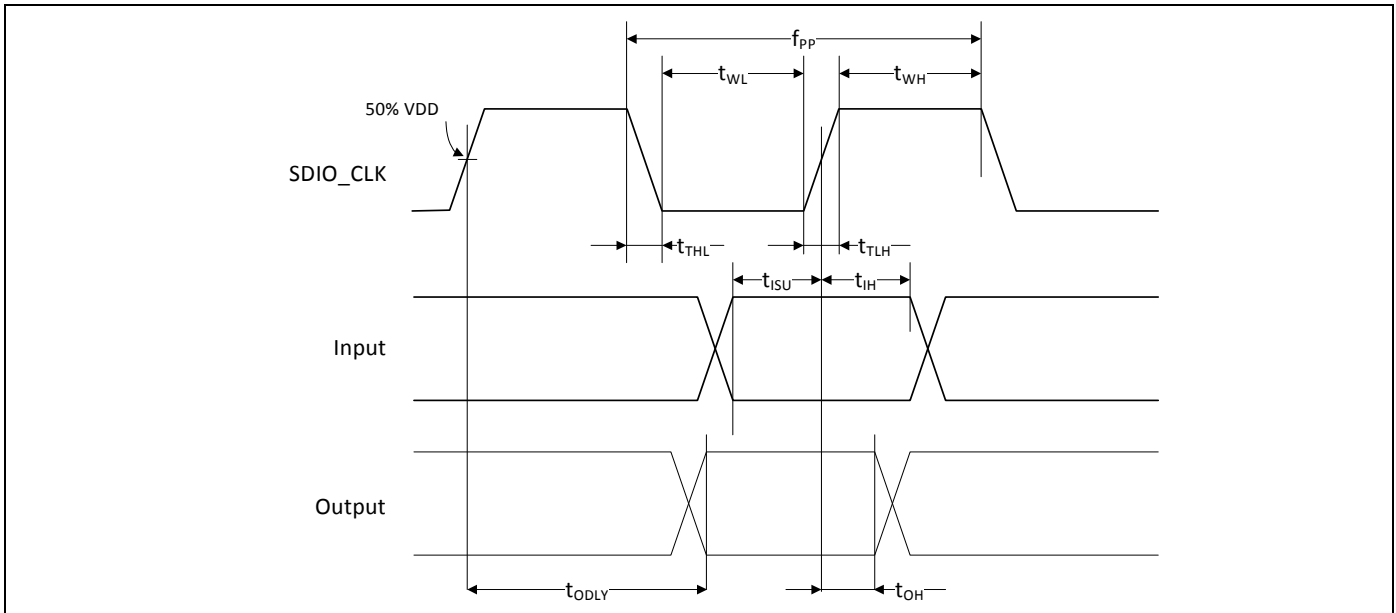 fPP
tWL
tWH
50% VDD
SDIO_CLK
tTHL
tTLH
tISU
tIH
Input
Output
tODLY
tOH